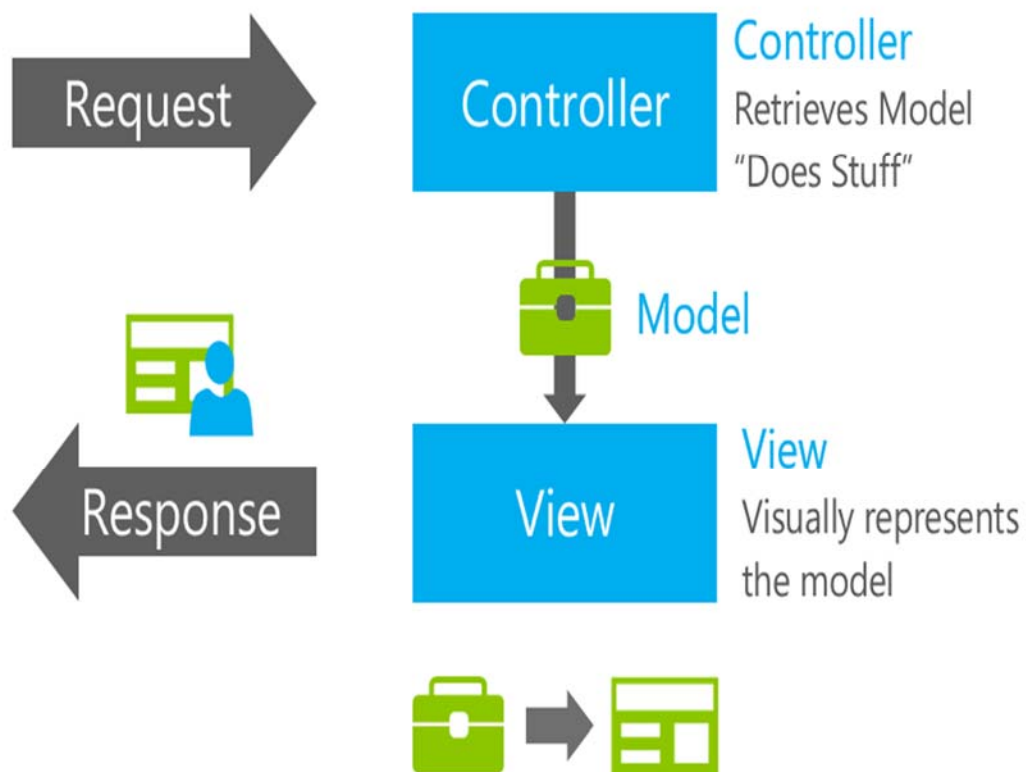 Request
Controller
Controller
Retrieves Model
“Does Stuff”
Model
Response
View
View
Visually represents
the model